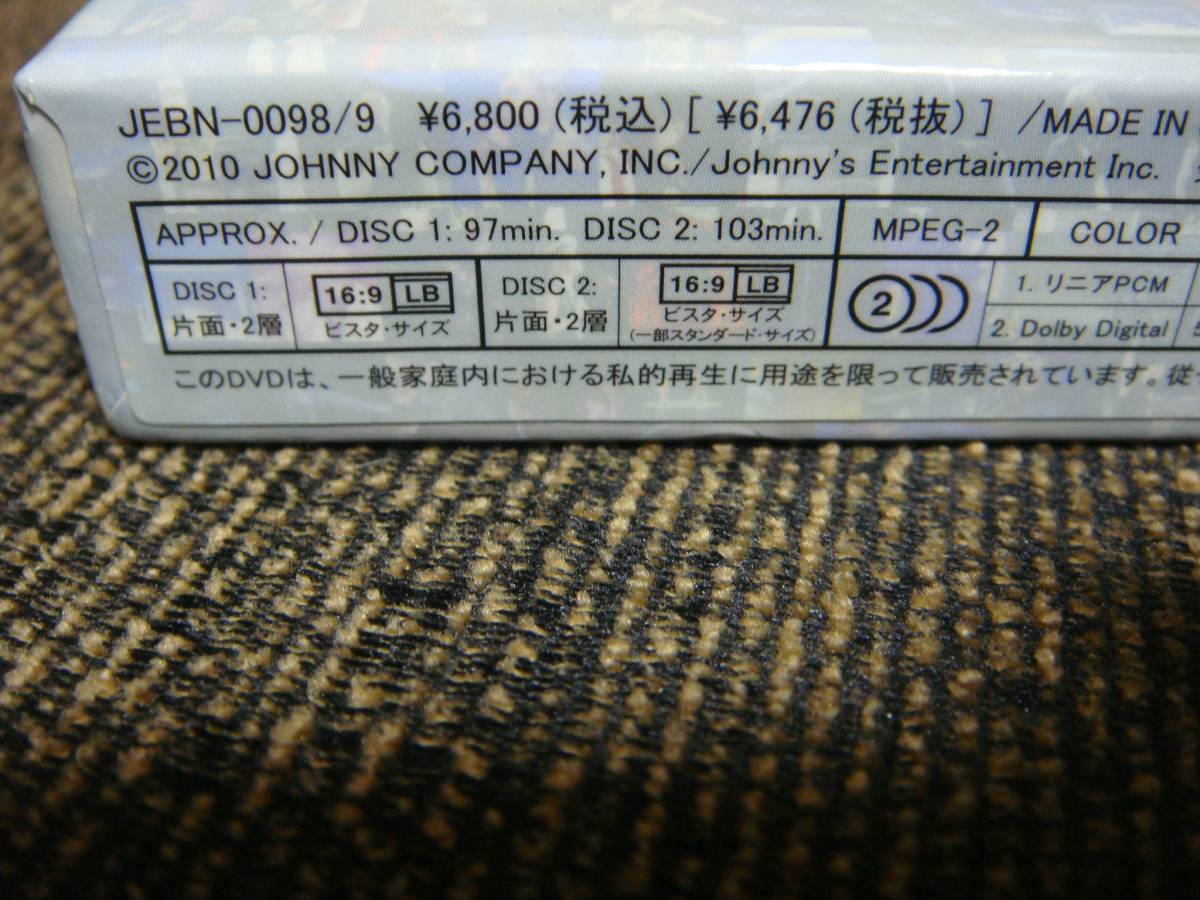 JEBN-0098/9 ¥6,800(税込)[ ¥6,476(税抜)] /MADE IN
©2010 JOHNNY COMPANY, INC./Johnny's Entertainment Inc.
APPROX. / DISC 1: 97min. DISC 2: 103min. MPEG-2 COLOR
DISC 1: 片面・2層 16:9 LB ビスタ・サイズ
DISC 2: 片面・2層 16:9 LB ビスタ・サイズ (一部スタンダード・サイズ)
2 1. リニアPCM
2. Dolby Digital
このDVDは、一般家庭内における私的再生に用途を限って販売されています。従っ